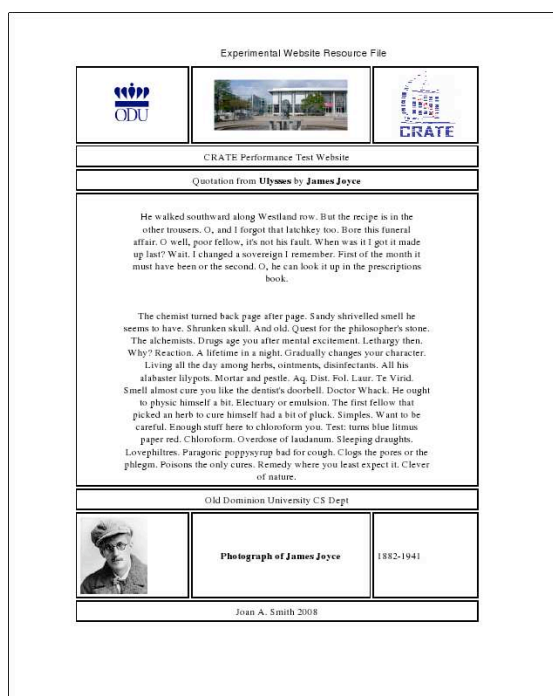 Experimental Website Resource File
ODU
CRATE
CRATE Performance Test Website
Quotation from Ulysses by James Joyce
He walked southward along Westland row. But the recipe is in the
other trousers. O, and I forgot that latchkey too. Bore this funeral
affair. O well, poor fellow, it's not his fault. When was it I got it made
up last? Wait. I changed a sovereign I remember. First of the month it
must have been or the second. O, he can look it up in the prescriptions
book.
The chemist turned back page after page. Sandy shrivelled smell he
seems to have. Shrunken skull. And old. Quest for the philosopher's stone.
The alchemists. Drugs age you after mental excitement. Lethargy then.
Why? Reaction. A lifetime in a night. Gradually changes your character.
Living all the day among herbs, ointments, disinfectants. All his
alabaster lilypots. Mortar and pestle. Aq. Dist. Fol. Laur. Te Virid.
Smell almost cure you like the dentist's doorbell. Doctor Whack. He ought
to physic himself a bit. Electuary or emulsion. The first fellow that
picked an herb to cure himself had a bit of pluck. Simples. Want to be
careful. Enough stuff here to chloroform you. Test: turns blue litmus
paper red. Chloroform. Overdose of laudanum. Sleeping draughts.
Lovephiltres. Paragoric poppysyrup bad for cough. Clogs the pores or the
phlegm. Poisons the only cures. Remedy where you least expect it. Clever
of nature.
Old Dominion University CS Dept
Photograph of James Joyce
1882-1941
Joan A. Smith 2008